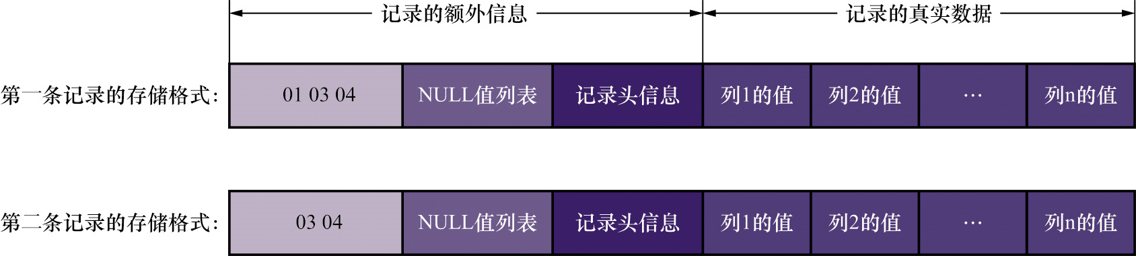 记录的额外信息 记录的真实数据
第一条记录的存储格式: 01 03 04 NULL值列表 记录头信息 列1的值 列2的值 … 列n的值
第二条记录的存储格式: 03 04 NULL值列表 记录头信息 列1的值 列2的值 … 列n的值